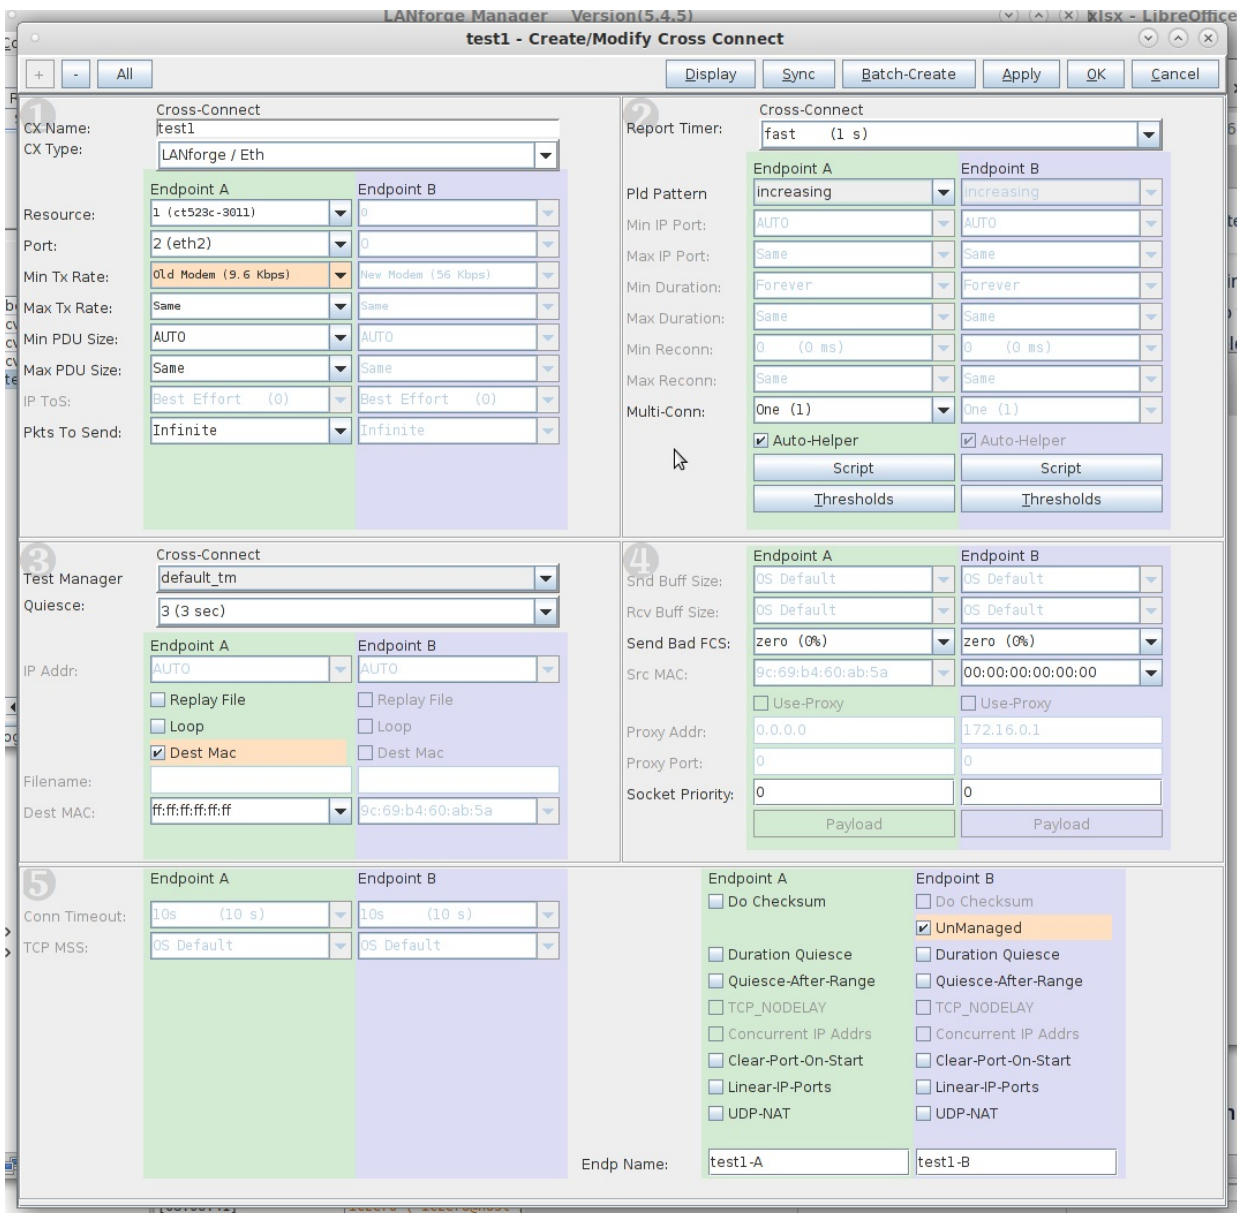 LANforge Manager Version(5.4.5)
xlsx - LibreOffice
test1 - Create/Modify Cross Connect
+ - All Display Sync Batch-Create Apply OK Cancel
1 Cross-Connect
CX Name: test1
CX Type: LANforge / Eth
Endpoint A Endpoint B
Resource: 1 (ct523c-3011) 0
Port: 2 (eth2) 0
Min Tx Rate: Old Modem (9.6 Kbps) New Modem (56 Kbps)
Max Tx Rate: Same Same
Min PDU Size: AUTO AUTO
Max PDU Size: Same Same
IP ToS: Best Effort (0) Best Effort (0)
Pkts To Send: Infinite Infinite
2 Cross-Connect
Report Timer: fast (1 s)
Endpoint A Endpoint B
Pld Pattern increasing increasing
Min IP Port: AUTO AUTO
Max IP Port: Same Same
Min Duration: Forever Forever
Max Duration: Same Same
Min Reconn: 0 (0 ms) 0 (0 ms)
Max Reconn: Same Same
Multi-Conn: One (1) One (1)
Auto-Helper Auto-Helper
Script Script
Thresholds Thresholds
3 Cross-Connect
Test Manager default_tm
Quiesce: 3 (3 sec)
Endpoint A Endpoint B
IP Addr: AUTO AUTO
Replay File Replay File
Loop Loop
Dest Mac Dest Mac
Filename:
Dest MAC: ff:ff:ff:ff:ff:ff 9c:69:b4:60:ab:5a
4 Endpoint A Endpoint B
Snd Buff Size: OS Default OS Default
Rcv Buff Size: OS Default OS Default
Send Bad FCS: zero (0%) zero (0%)
Src MAC: 9c:69:b4:60:ab:5a 00:00:00:00:00:00
Use-Proxy Use-Proxy
Proxy Addr: 0.0.0.0 172.16.0.1
Proxy Port: 0 0
Socket Priority: 0 0
Payload Payload
5 Endpoint A Endpoint B
Conn Timeout: 10s (10 s) 10s (10 s)
TCP MSS: OS Default OS Default
Endpoint A Endpoint B
Do Checksum Do Checksum
UnManaged
Duration Quiesce Duration Quiesce
Quiesce-After-Range Quiesce-After-Range
TCP_NODELAY TCP_NODELAY
Concurrent IP Addrs Concurrent IP Addrs
Clear-Port-On-Start Clear-Port-On-Start
Linear-IP-Ports Linear-IP-Ports
UDP-NAT UDP-NAT
Endp Name: test1-A test1-B